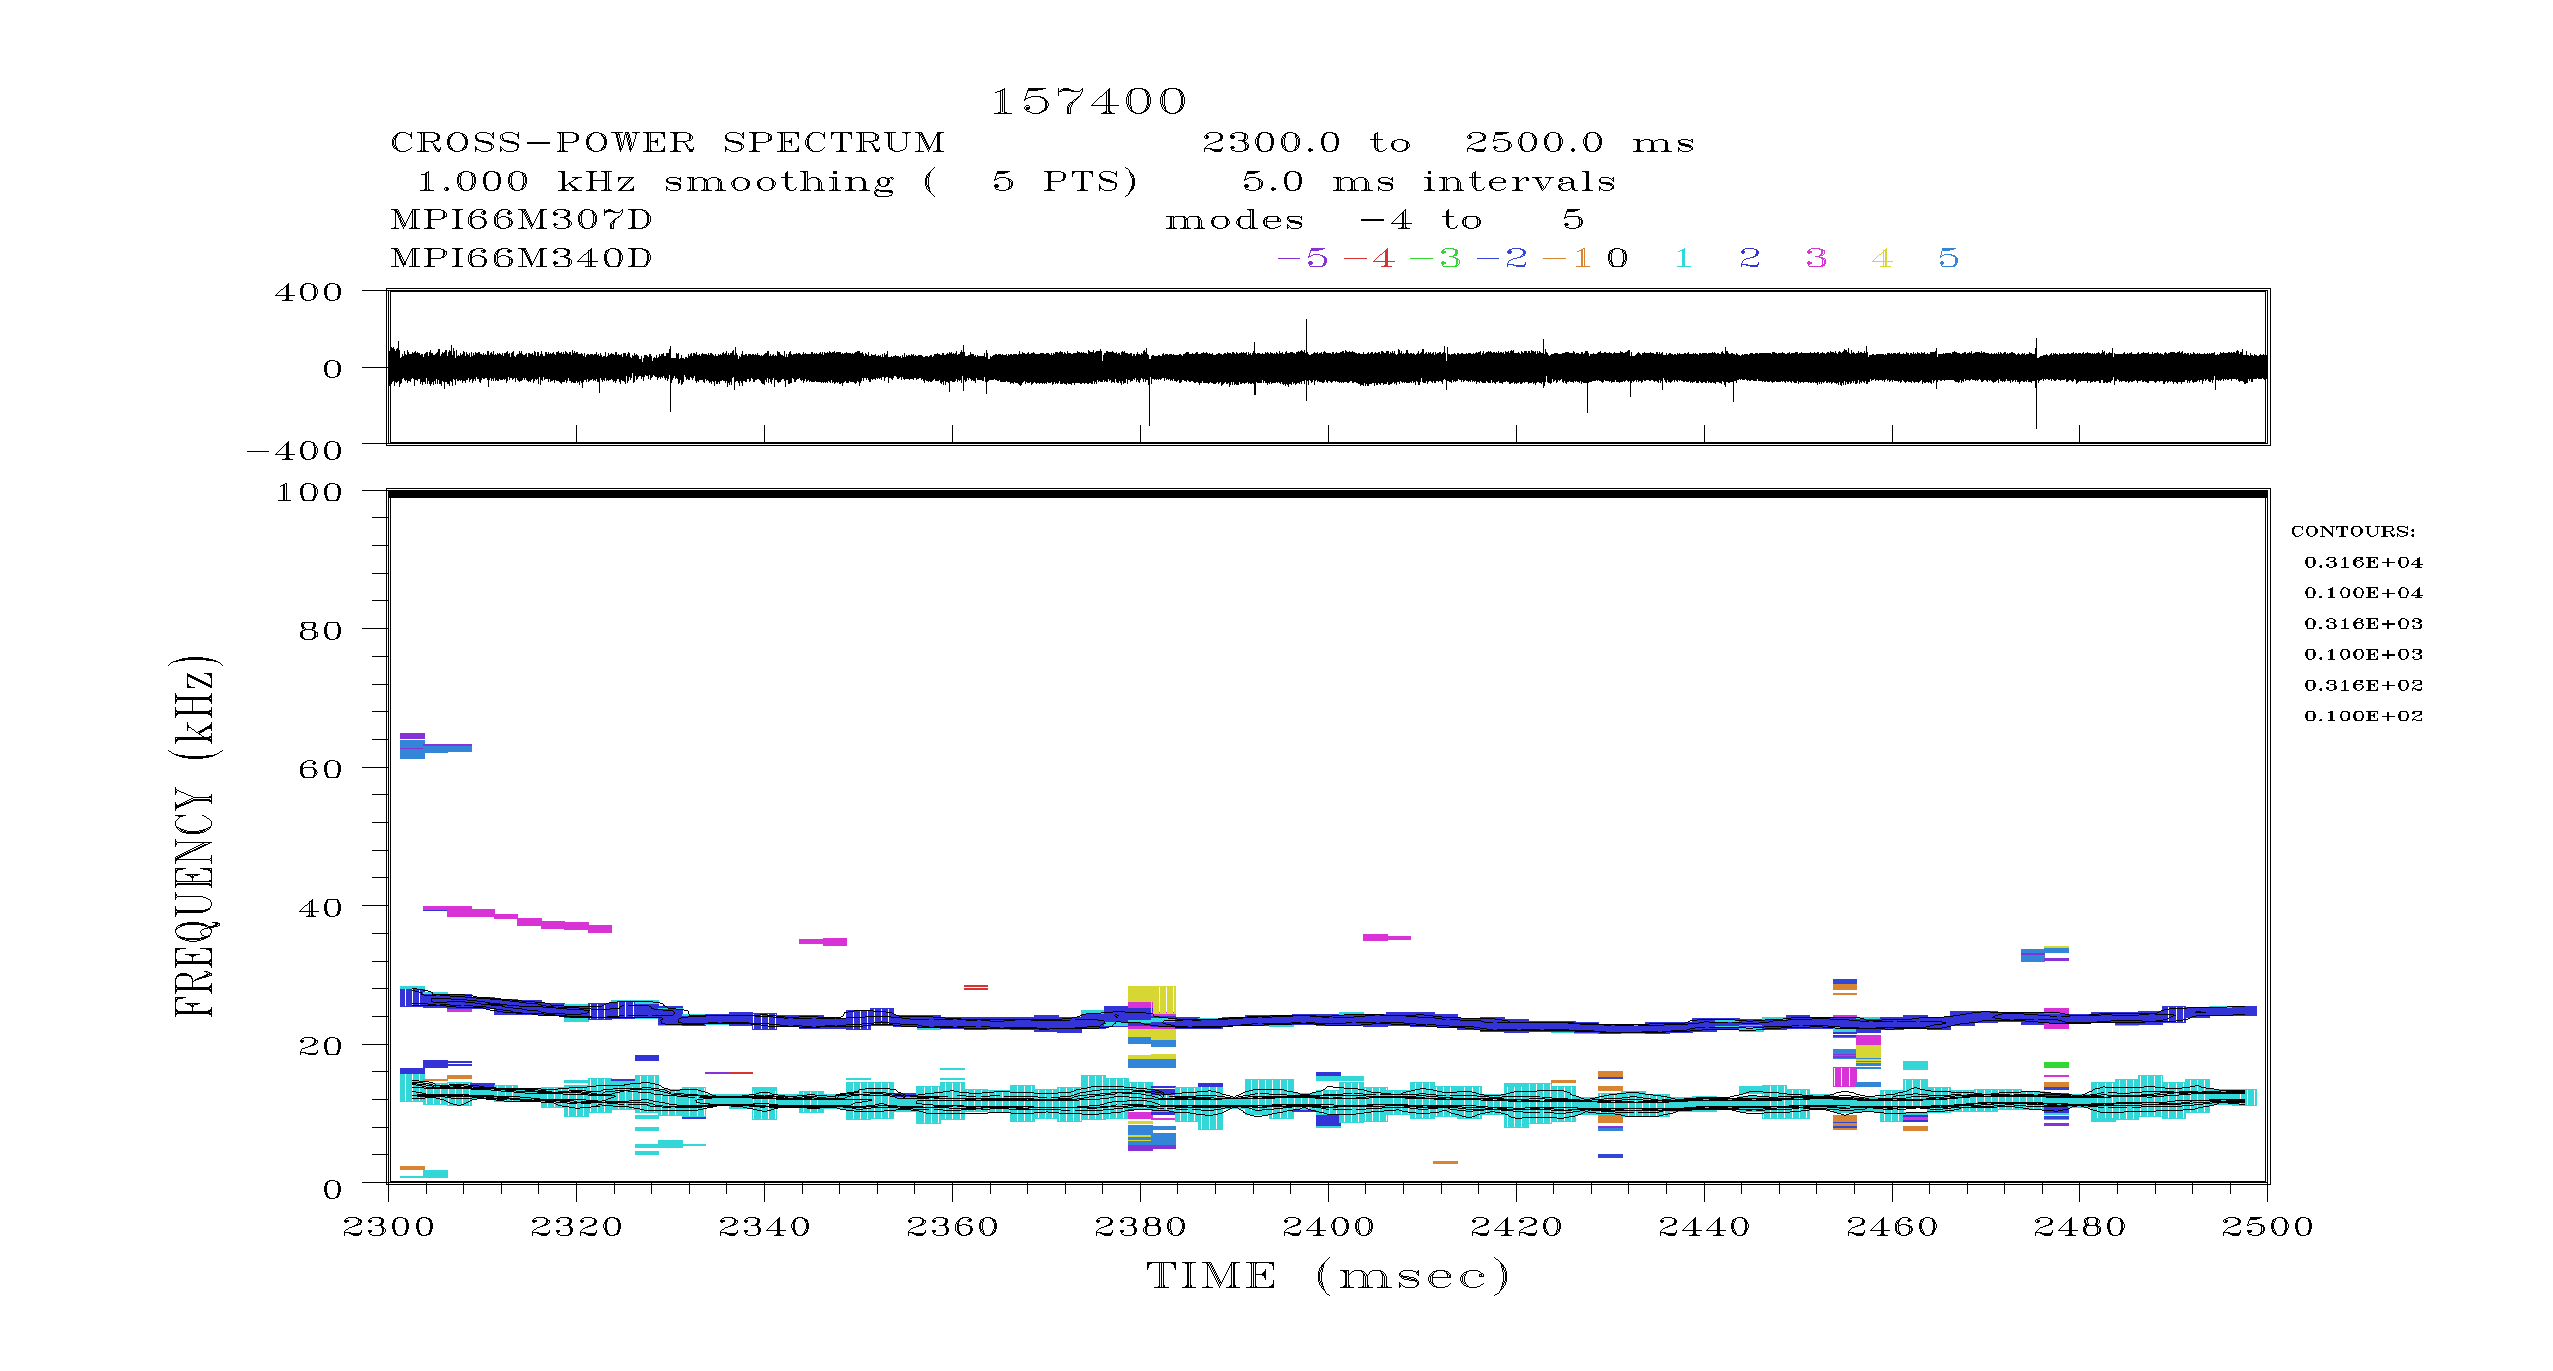 157400
CROSS-POWER SPECTRUM 2300.0 to 2500.0 ms
1.000 kHz smoothing ( 5 PTS) 5.0 ms intervals
MPI66M307D modes -4 to 5
MPI66M340D -5 -4 -3 -2 -1 0 1 2 3 4 5
400
0
-400
100
80
60
40
20
0
FREQUENCY (kHz)
CONTOURS:
0.316E+04
0.100E+04
0.316E+03
0.100E+03
0.316E+02
0.100E+02
2300 2320 2340 2360 2380 2400 2420 2440 2460 2480 2500
TIME (msec)